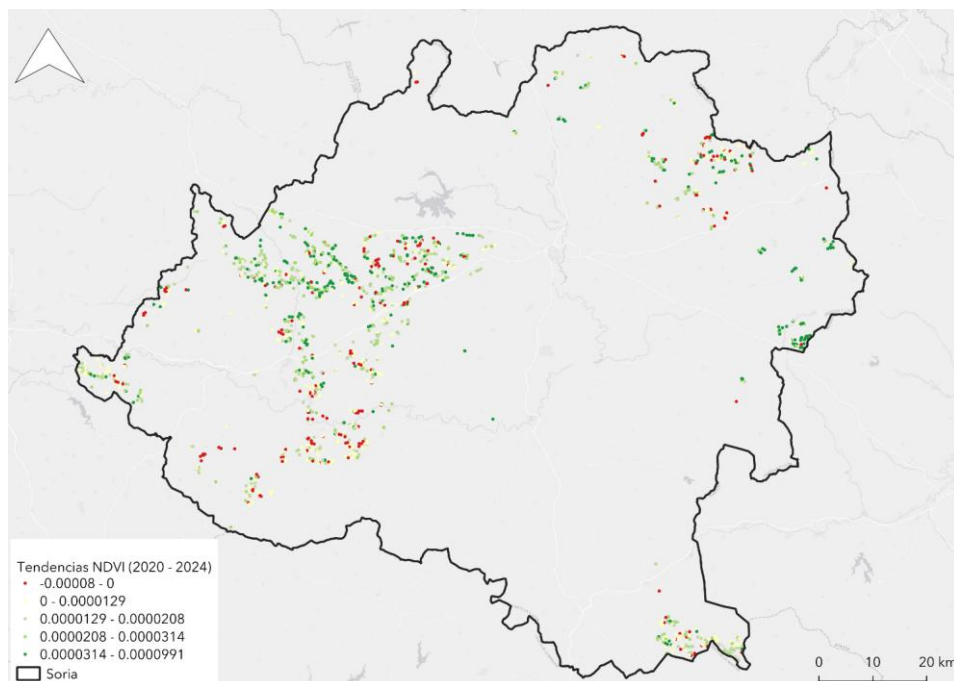 Tendencias NDVI (2020 - 2024)
-0.00008 - 0
0 - 0.0000129
0.0000129 - 0.0000208
0.0000208 - 0.0000314
0.0000314 - 0.0000991
Soria
0 10 20 km